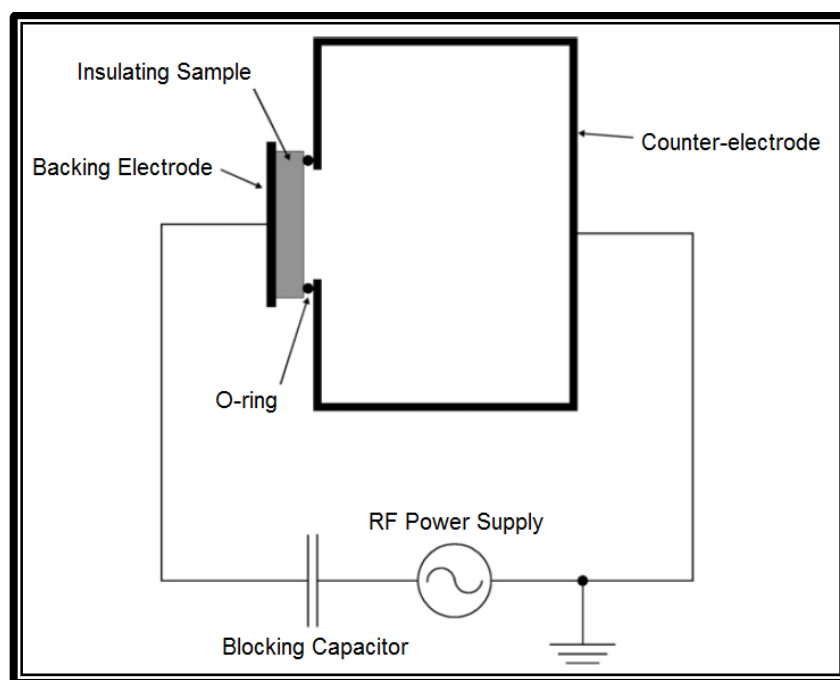 Insulating Sample
Counter-electrode
Backing Electrode
O-ring
RF Power Supply
Blocking Capacitor